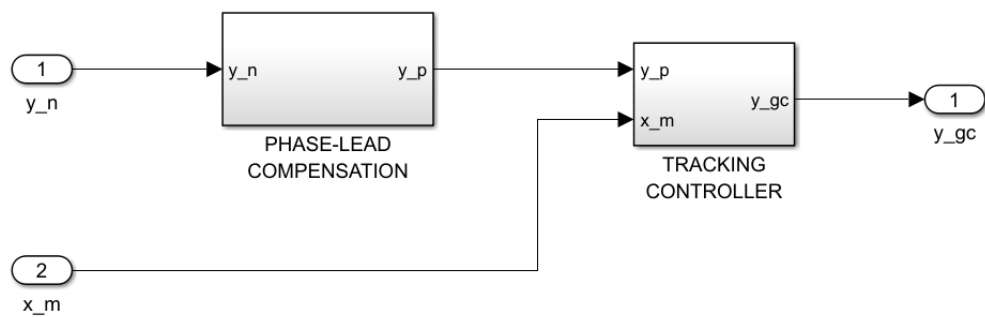 1
y_n
y_n
y_p
PHASE-LEAD
COMPENSATION
y_p
x_m
y_gc
TRACKING
CONTROLLER
1
y_gc
2
x_m